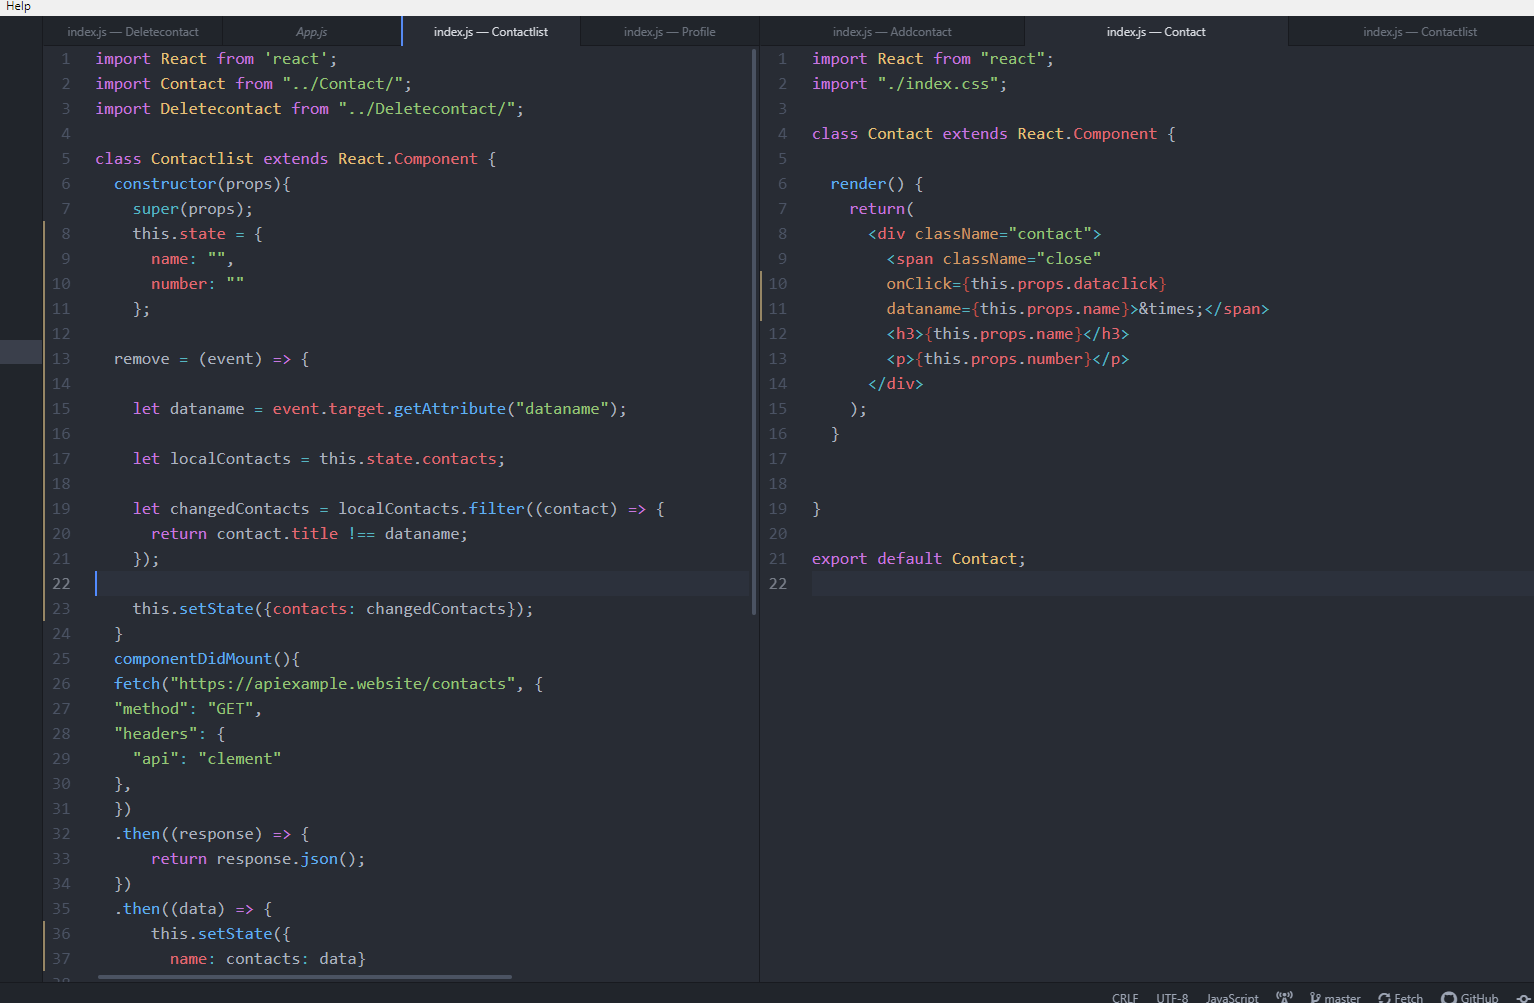 Help
index.js — Deletecontact
App.js
index.js — Contactlist
index.js — Profile
index.js — Addcontact
index.js — Contact
index.js — Contactlist
1 import React from 'react';
2 import Contact from "../Contact/";
3 import Deletecontact from "../Deletecontact/";
4
5 class Contactlist extends React.Component {
6 constructor(props){
7 super(props);
8 this.state = {
9 name: "",
10 number: ""
11 };
12
13 remove = (event) => {
14
15 let dataname = event.target.getAttribute("dataname");
16
17 let localContacts = this.state.contacts;
18
19 let changedContacts = localContacts.filter((contact) => {
20 return contact.title !== dataname;
21 });
22
23 this.setState({contacts: changedContacts});
24 }
25 componentDidMount(){
26 fetch("https://apiexample.website/contacts", {
27 "method": "GET",
28 "headers": {
29 "api": "clement"
30 },
31 })
32 .then((response) => {
33 return response.json();
34 })
35 .then((data) => {
36 this.setState({
37 name: contacts: data}
1 import React from "react";
2 import "./index.css";
3
4 class Contact extends React.Component {
5
6 render() {
7 return(
8 <div className="contact">
9 <span className="close"
10 onClick={this.props.dataclick}
11 dataname={this.props.name}>&times;</span>
12 <h3>{this.props.name}</h3>
13 <p>{this.props.number}</p>
14 </div>
15 );
16 }
17
18
19 }
20
21 export default Contact;
22
CRLF UTF-8 JavaScript master Fetch GitHub